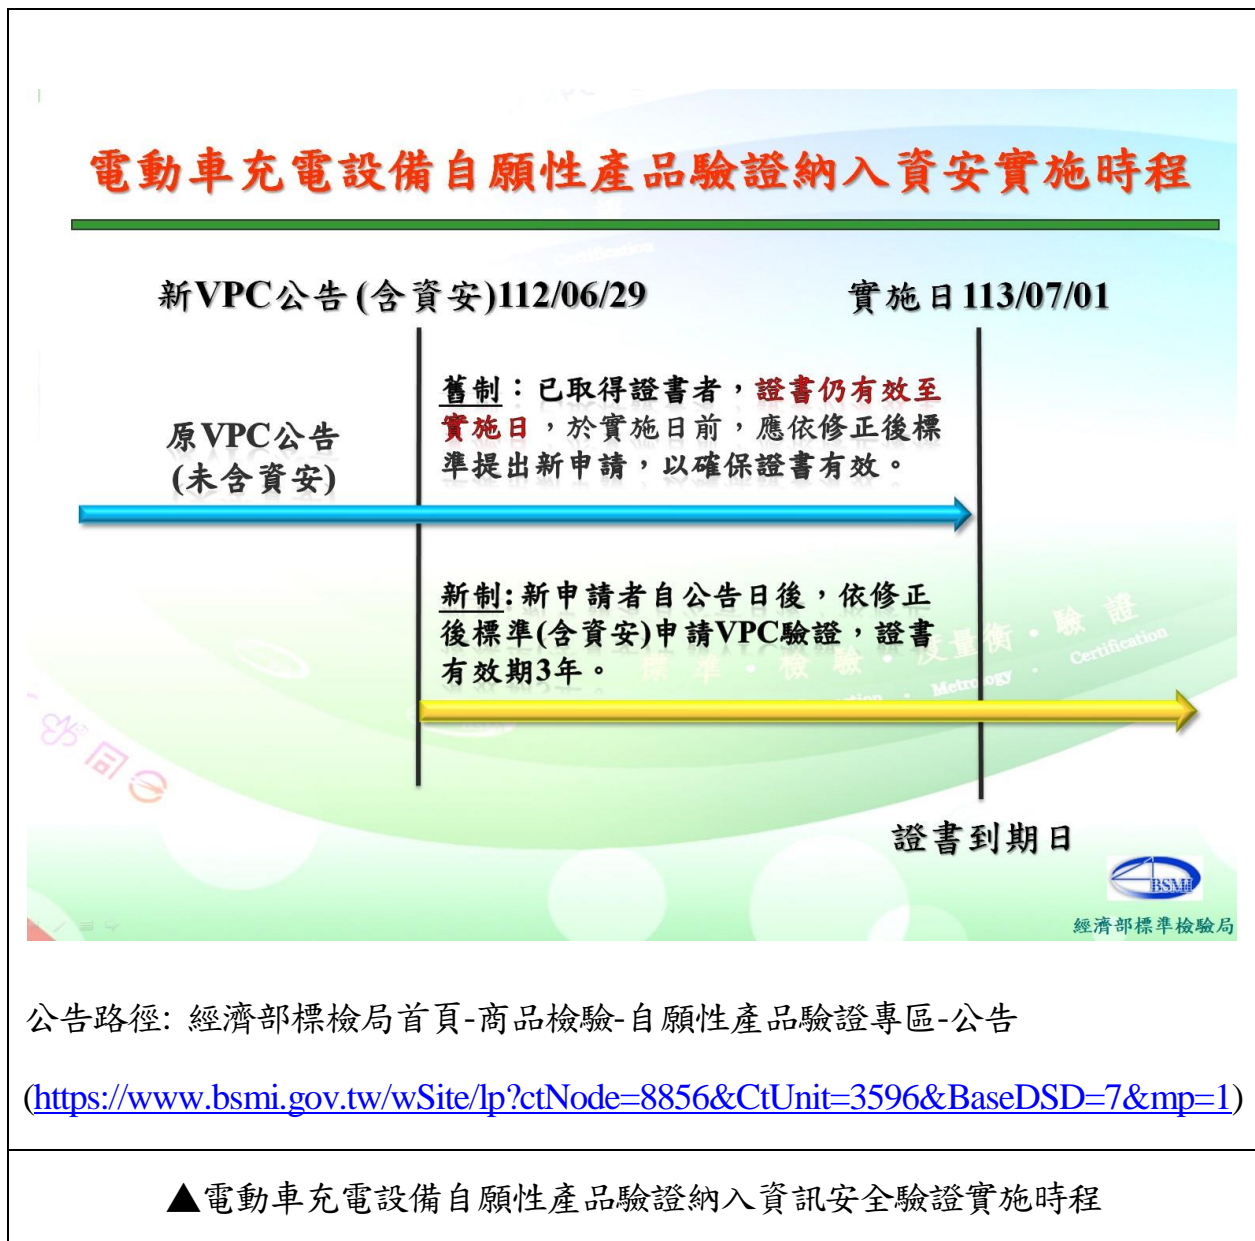 電動車充電設備自願性產品驗證納入資安實施時程
新VPC公告(含資安)112/06/29
實施日113/07/01
原VPC公告
(未含資安)
舊制：已取得證書者，證書仍有效至
實施日，於實施日前，應依修正後標
準提出新申請，以確保證書有效。
新制:新申請者自公告日後，依修正
後標準(含資安)申請VPC驗證，證書
有效期3年。
標準・檢驗・度量衡・驗證
Metrology・Certification
證書到期日
BSMI
經濟部標準檢驗局
公告路徑: 經濟部標檢局首頁-商品檢驗-自願性產品驗證專區-公告
(https://www.bsmi.gov.tw/wSite/lp?ctNode=8856&CtUnit=3596&BaseDSD=7&mp=1)
▲電動車充電設備自願性產品驗證納入資訊安全驗證實施時程